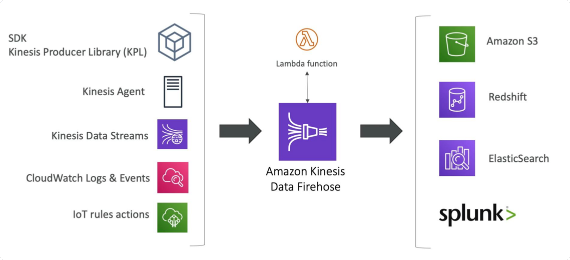 SDK
Kinesis Producer Library (KPL)
Kinesis Agent
Kinesis Data Streams
CloudWatch Logs & Events
IoT rules actions
Lambda function
Amazon Kinesis
Data Firehose
Amazon S3
Redshift
ElasticSearch
splunk>